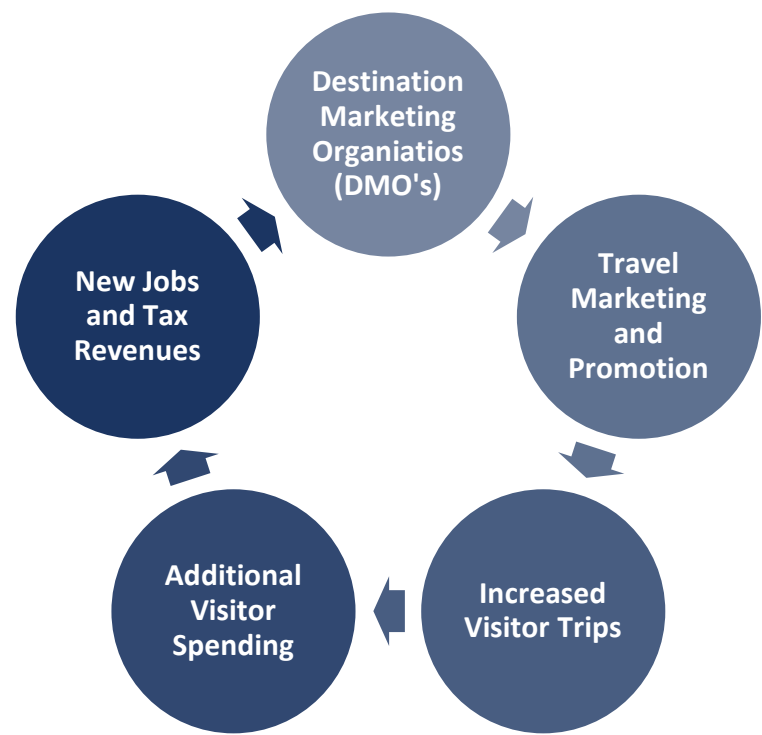 Destination
Marketing
Organiatios
(DMO's)
Travel
Marketing
and
Promotion
Increased
Visitor Trips
Additional
Visitor
Spending
New Jobs
and Tax
Revenues